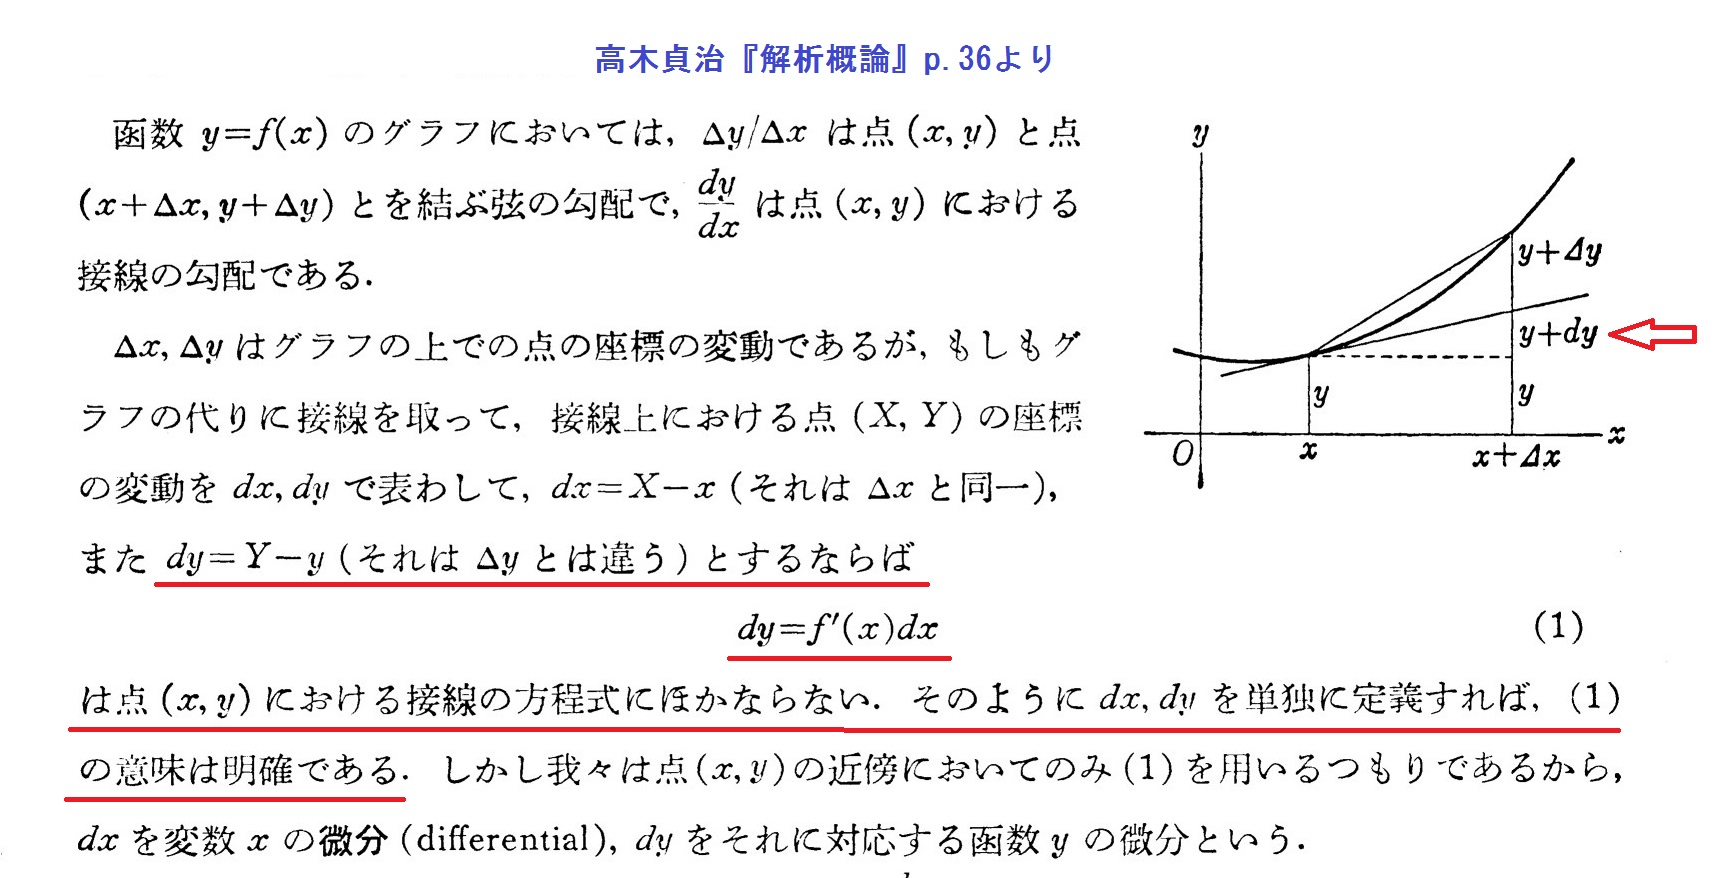 高木貞治『解析概論』p.36より
函数 y=f(x) のグラフにおいては, Δy/Δx は点 (x, y) と点
(x+Δx, y+Δy) とを結ぶ弦の勾配で, dy/dx は点 (x, y) における
接線の勾配である.
Δx, Δy はグラフの上での点の座標の変動であるが, もしもグ
ラフの代りに接線を取って, 接線上における点 (X, Y) の座標
の変動を dx, dy で表わして, dx=X−x (それは Δx と同一),
また dy=Y−y (それは Δy とは違う) とするならば
dy=f′(x)dx (1)
は点 (x, y) における接線の方程式にほかならない. そのように dx, dy を単独に定義すれば, (1)
の意味は明確である. しかし我々は点(x, y)の近傍においてのみ (1) を用いるつもりであるから,
dx を変数 x の微分 (differential), dy をそれに対応する函数 y の微分という.
y
y+Δy
y+dy
y
y
O
x
x+Δx
x